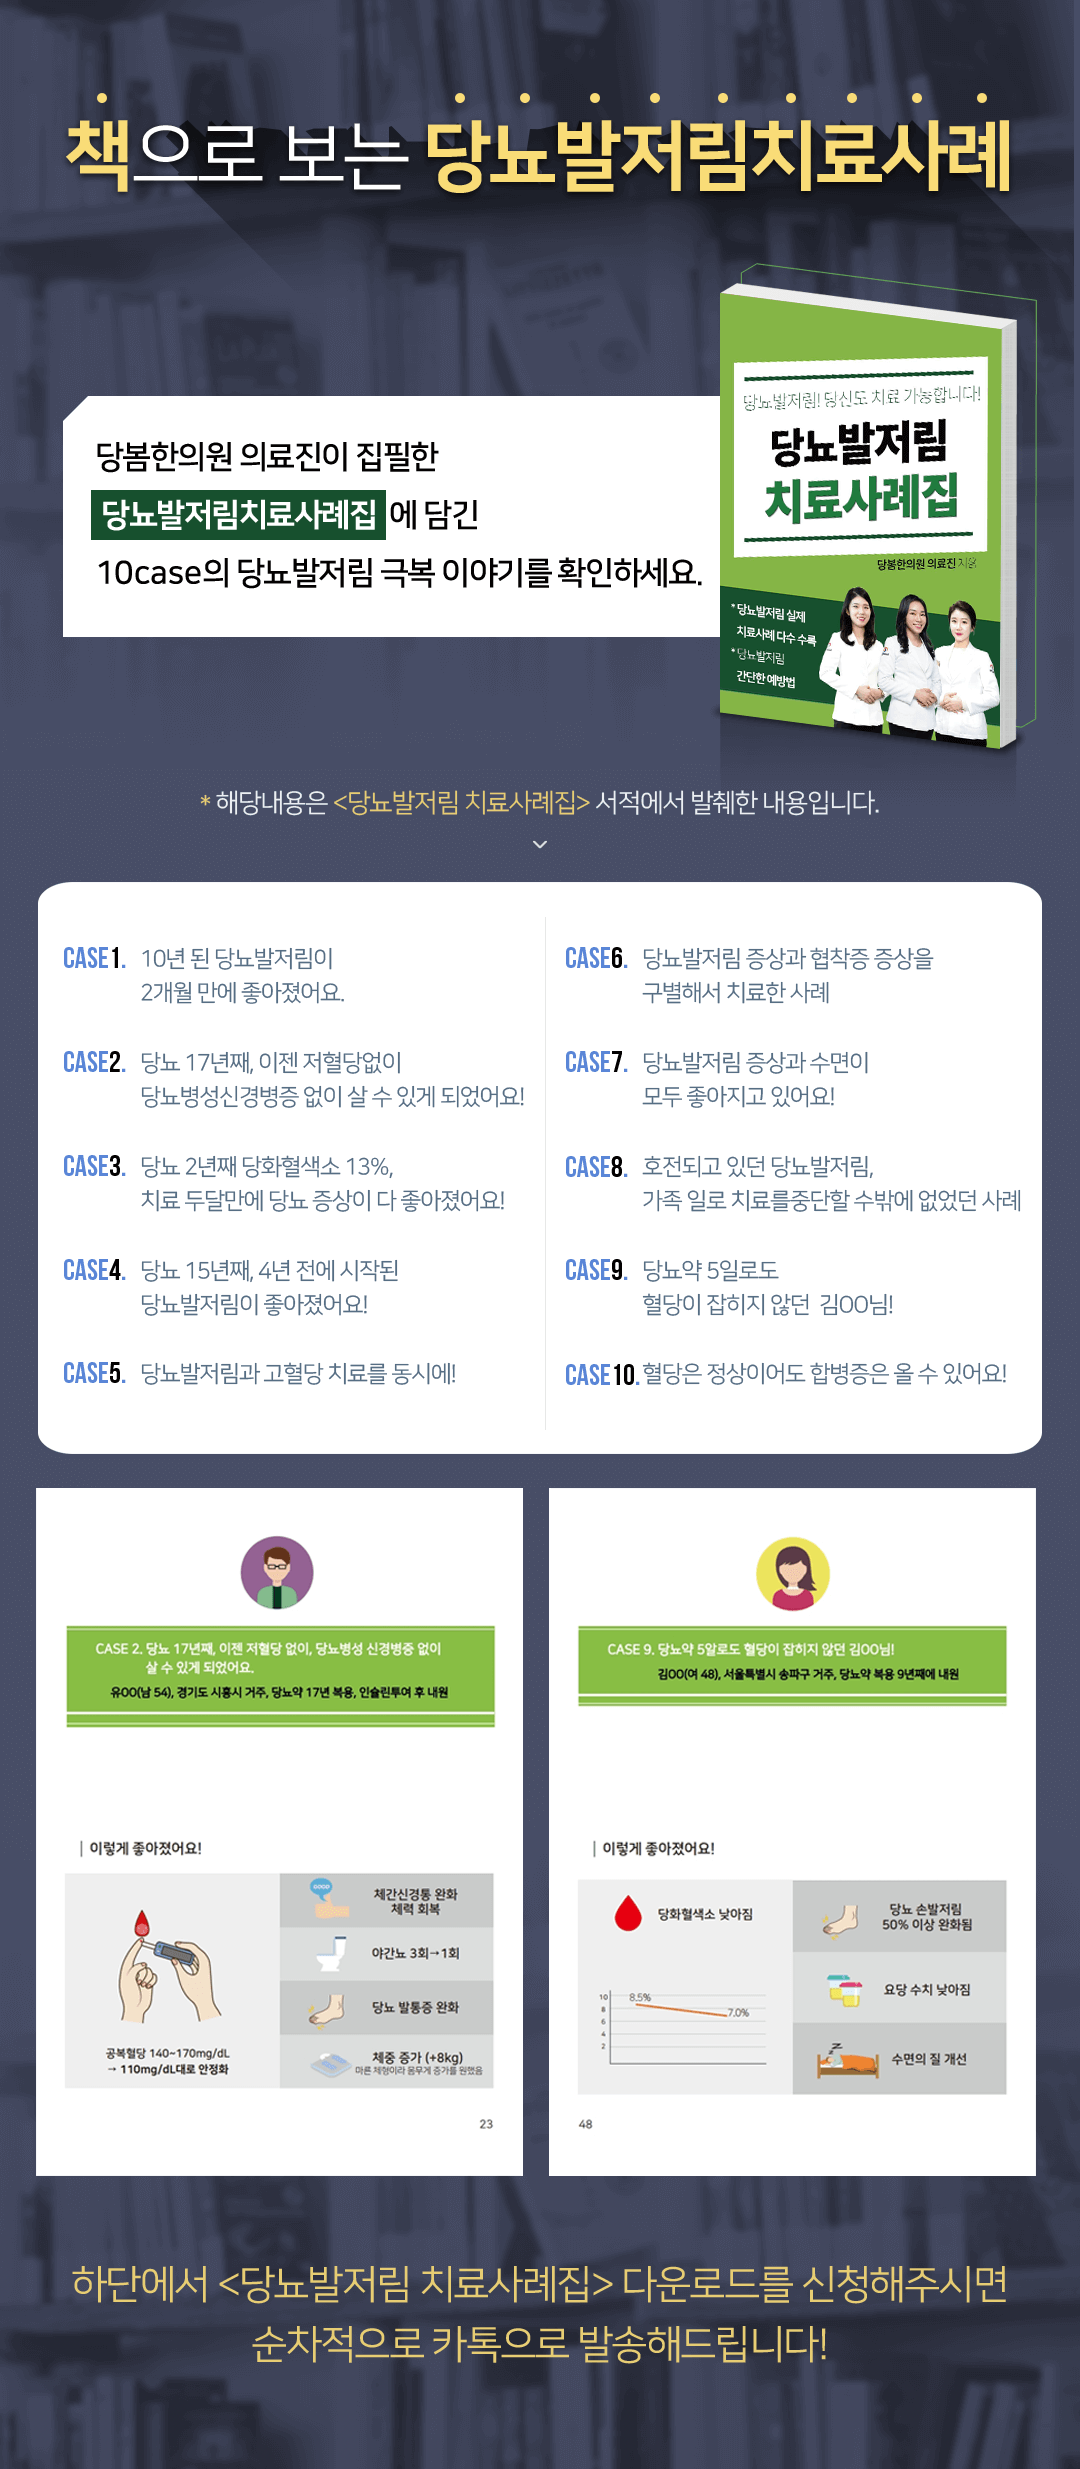 책으로 보는 당뇨발저림치료사례
당뇨발저림! 당신도 치료 가능합니다!
당뇨발저림
치료사례집
당봄한의원 의료진 지음
* 당뇨발저림 실제
치료사례 다수 수록
* 당뇨발저림
간단한 예방법
당봄한의원 의료진이 집필한
당뇨발저림치료사례집 에 담긴
10case의 당뇨발저림 극복 이야기를 확인하세요.
* 해당내용은 <당뇨발저림 치료사례집> 서적에서 발췌한 내용입니다.
CASE1. 10년 된 당뇨발저림이
2개월 만에 좋아졌어요.
CASE2. 당뇨 17년째, 이젠 저혈당없이
당뇨병성신경병증 없이 살 수 있게 되었어요!
CASE3. 당뇨 2년째 당화혈색소 13%,
치료 두달만에 당뇨 증상이 다 좋아졌어요!
CASE4. 당뇨 15년째, 4년 전에 시작된
당뇨발저림이 좋아졌어요!
CASE5. 당뇨발저림과 고혈당 치료를 동시에!
CASE6. 당뇨발저림 증상과 협착증 증상을
구별해서 치료한 사례
CASE7. 당뇨발저림 증상과 수면이
모두 좋아지고 있어요!
CASE8. 호전되고 있던 당뇨발저림,
가족 일로 치료를중단할 수밖에 없었던 사례
CASE9. 당뇨약 5일로도
혈당이 잡히지 않던 김OO님!
CASE10. 혈당은 정상이어도 합병증은 올 수 있어요!
CASE 2. 당뇨 17년째, 이젠 저혈당 없이, 당뇨병성 신경병증 없이
살 수 있게 되었어요.
유OO(남 54), 경기도 시흥시 거주, 당뇨약 17년 복용, 인슐린투여 후 내원
이렇게 좋아졌어요!
공복혈당 140~170mg/dL
→ 110mg/dL대로 안정화
GOOD
체간신경통 완화
체력 회복
야간뇨 3회→1회
당뇨 발통증 완화
체중 증가 (+8kg)
마른 체형이라 몸무게 증가를 원했음
23
CASE 9. 당뇨약 5알로도 혈당이 잡히지 않던 김OO님!
김OO(여 48), 서울특별시 송파구 거주, 당뇨약 복용 9년째에 내원
이렇게 좋아졌어요!
당화혈색소 낮아짐
10
8
6
4
2
8.5%
7.0%
당뇨 손발저림
50% 이상 완화됨
요당 수치 낮아짐
Z
수면의 질 개선
48
하단에서 <당뇨발저림 치료사례집> 다운로드를 신청해주시면
순차적으로 카톡으로 발송해드립니다!